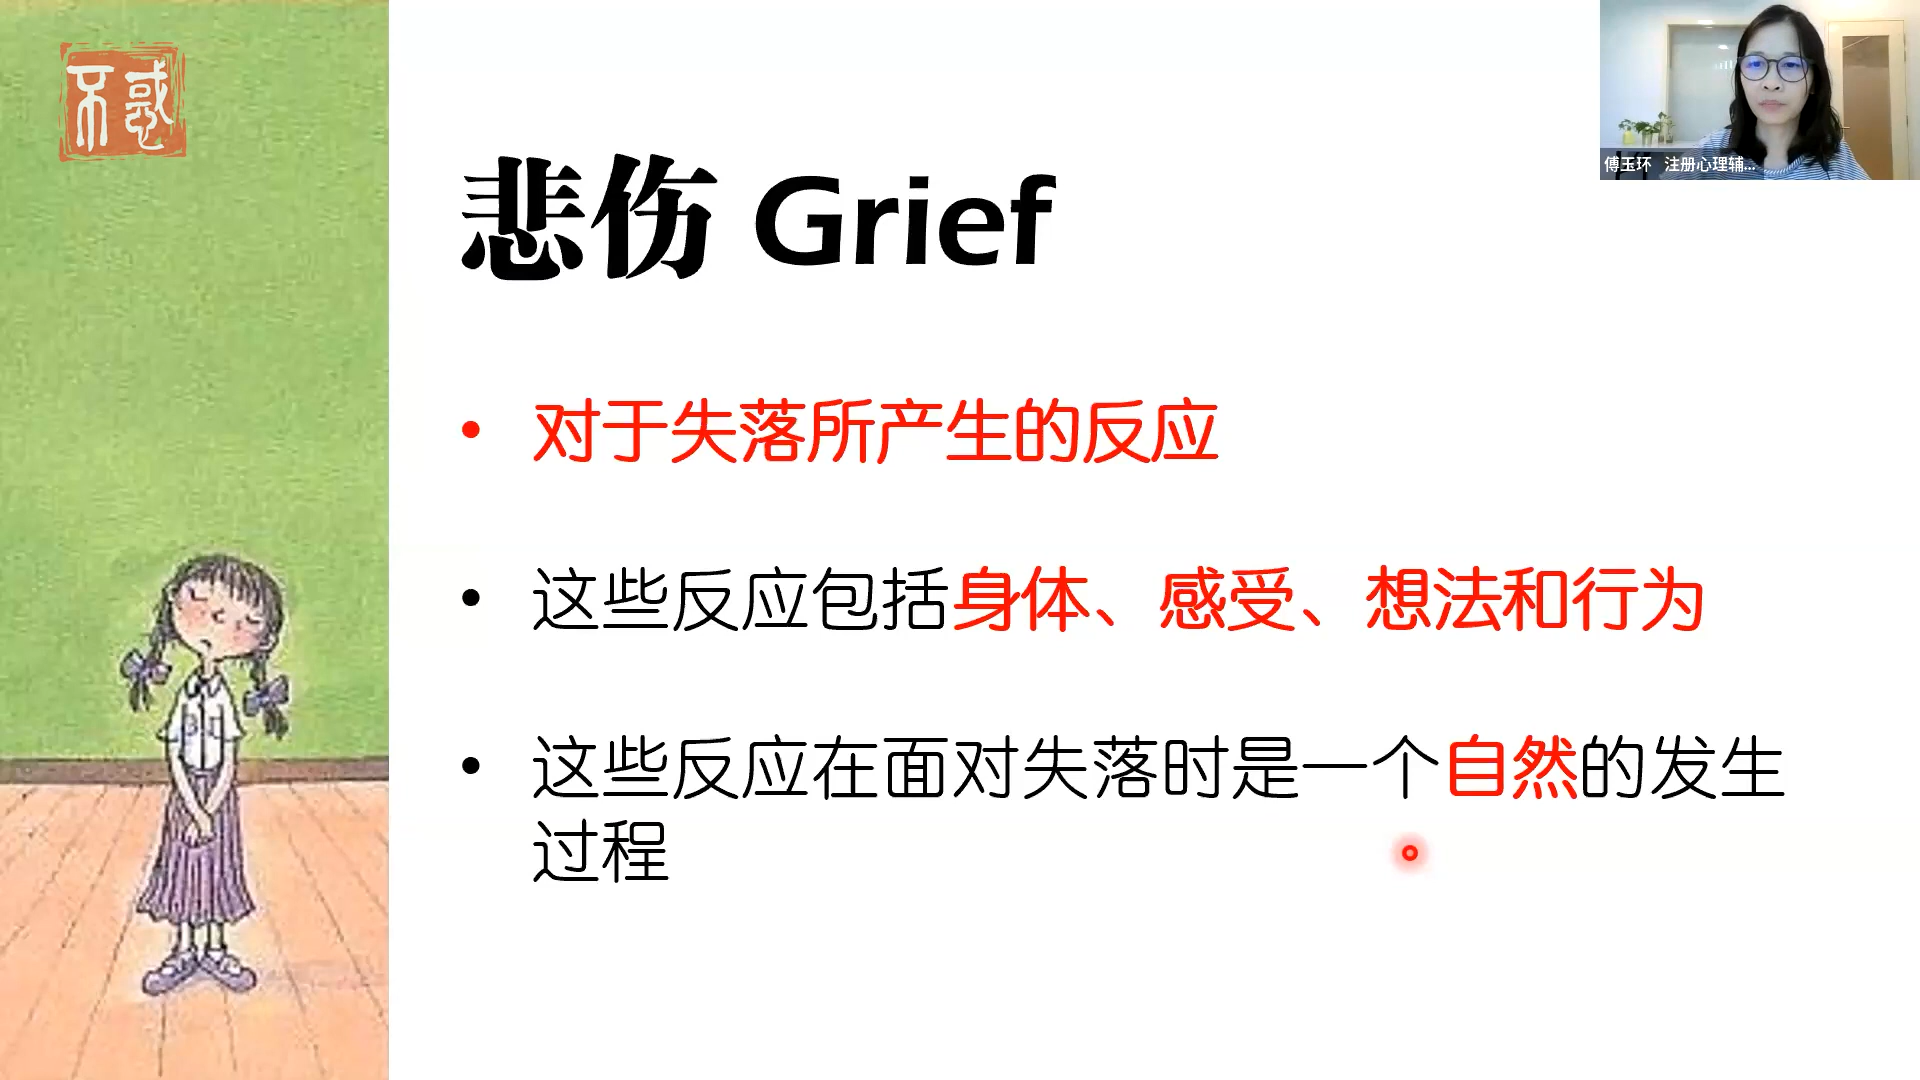 不惑
傅玉环 注册心理辅...
悲伤 Grief
• 对于失落所产生的反应
• 这些反应包括身体、感受、想法和行为
• 这些反应在面对失落时是一个自然的发生
过程